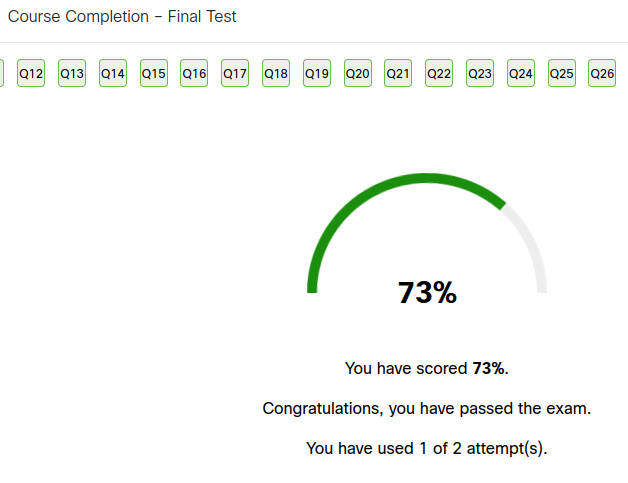 Course Completion – Final Test
Q12 Q13 Q14 Q15 Q16 Q17 Q18 Q19 Q20 Q21 Q22 Q23 Q24 Q25 Q26
73%
You have scored 73%.
Congratulations, you have passed the exam.
You have used 1 of 2 attempt(s).